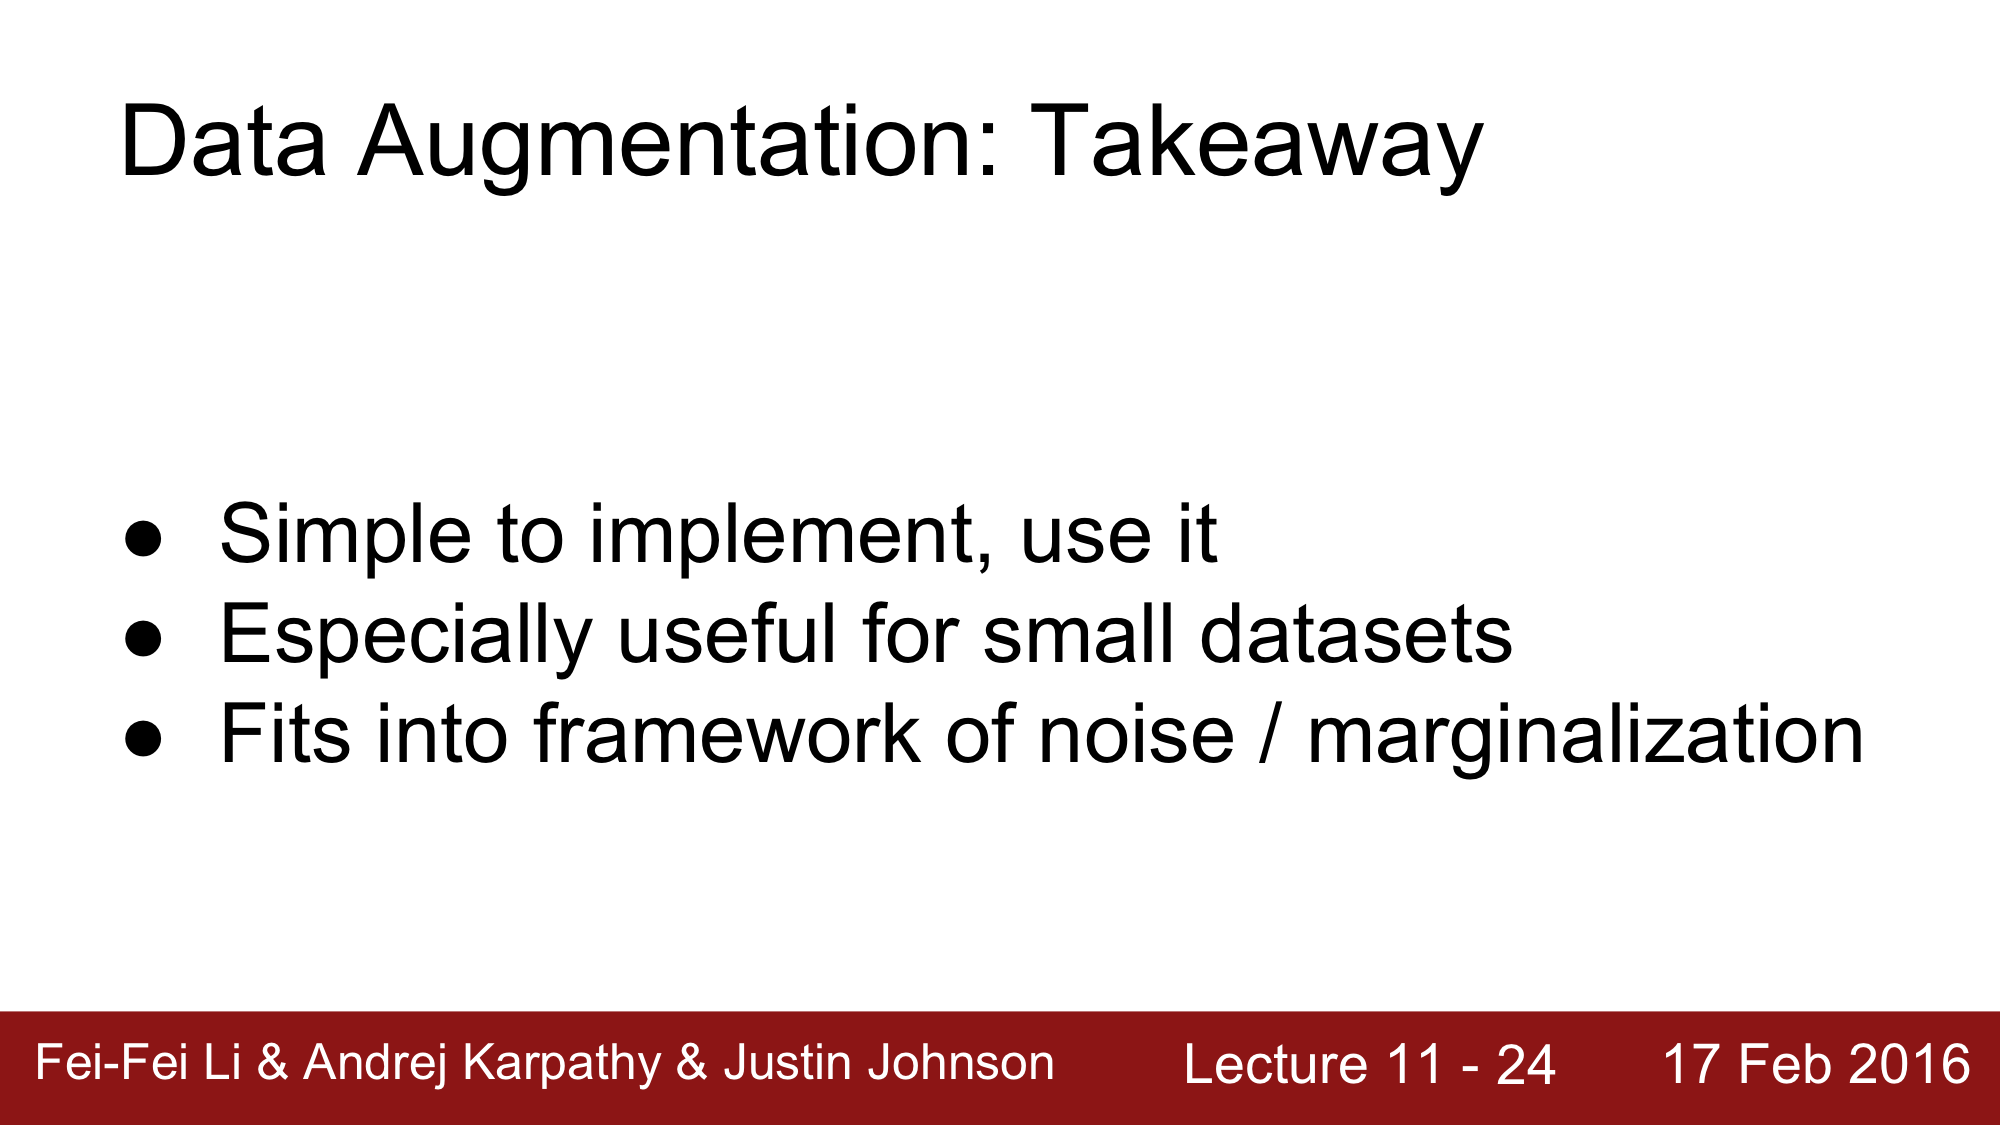 Data Augmentation: Takeaway
● Simple to implement, use it
● Especially useful for small datasets
● Fits into framework of noise / marginalization
Fei-Fei Li & Andrej Karpathy & Justin Johnson Lecture 11 - 24 17 Feb 2016